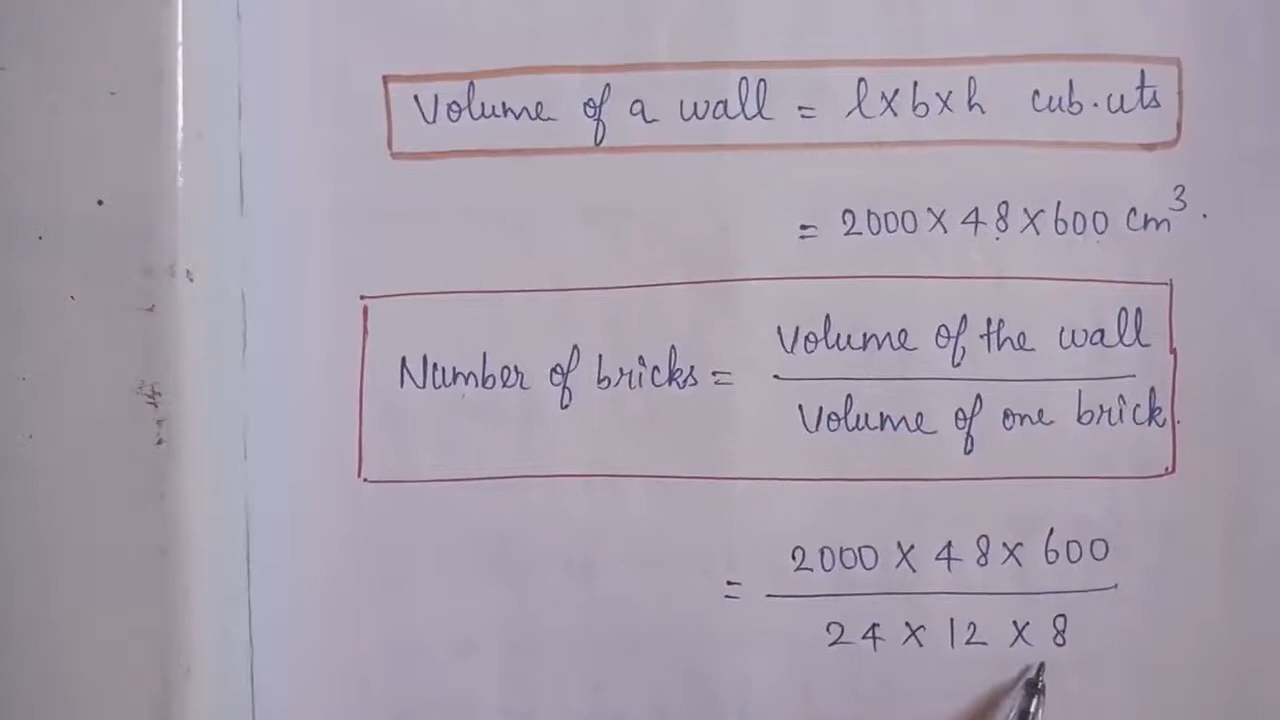 Volume of a wall = l×b×h cub.uts
= 2000 × 48 × 600 cm³.
Number of bricks = Volume of the wall / Volume of one brick.
= 2000 × 48 × 600 / 24 × 12 × 8